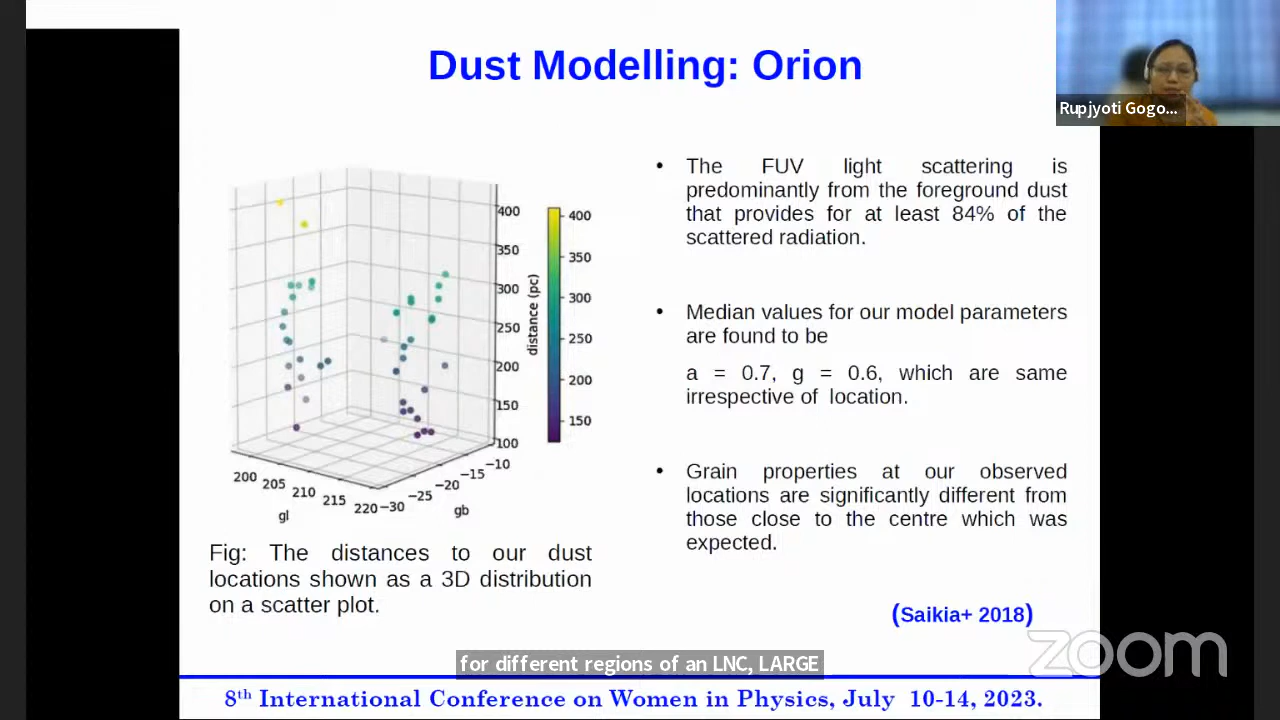 Dust Modelling: Orion
Rupjyoti Gogo...
400
350
300
250
200
150
100
distance (pc)
400
350
300
250
200
150
200
205
210
215
220
gl
−30
−25
−20
−15
−10
gb
Fig: The distances to our dust
locations shown as a 3D distribution
on a scatter plot.
• The FUV light scattering is
predominantly from the foreground dust
that provides for at least 84% of the
scattered radiation.
• Median values for our model parameters
are found to be
a = 0.7, g = 0.6, which are same
irrespective of location.
• Grain properties at our observed
locations are significantly different from
those close to the centre which was
expected.
(Saikia+ 2018)
zoom
for different regions of an LNC, LARGE
8th International Conference on Women in Physics, July 10-14, 2023.